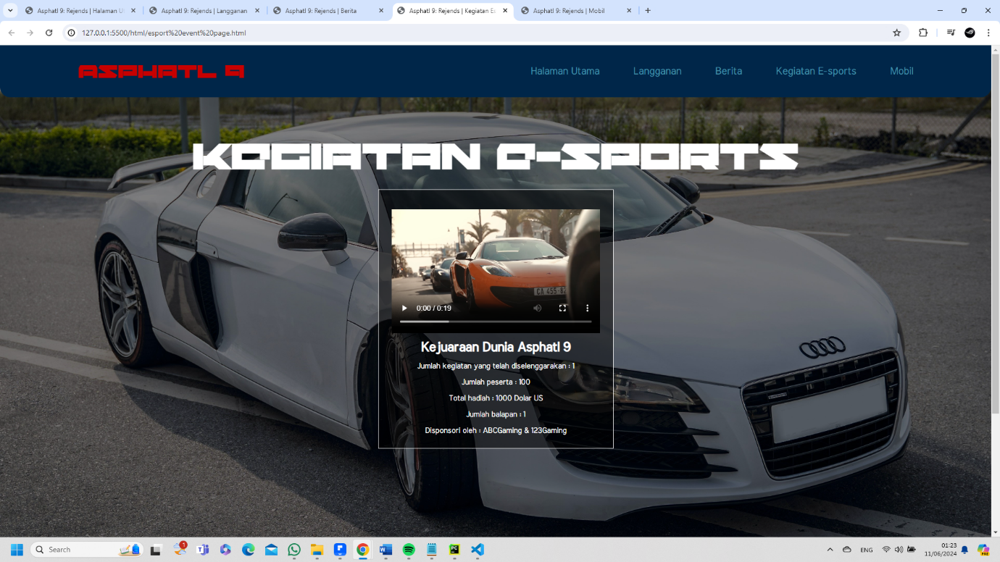 Asphatl 9: Rejends | Halaman Ut
Asphatl 9: Rejends | Langganan
Asphatl 9: Rejends | Berita
Asphatl 9: Rejends | Kegiatan Es
Asphatl 9: Rejends | Mobil
127.0.0.1:5500/html/esport%20event%20page.html
ASPHATL 9
Halaman Utama
Langganan
Berita
Kegiatan E-sports
Mobil
KEGIATAN E-SPORTS
CA 455 82
0:00 / 0:19
Kejuaraan Dunia Asphatl 9
Jumlah kegiatan yang telah diselenggarakan : 1
Jumlah peserta : 100
Total hadiah : 1000 Dolar US
Jumlah balapan : 1
Disponsori oleh : ABCGaming & 123Gaming
Search
1
ENG
01:23
11/06/2024